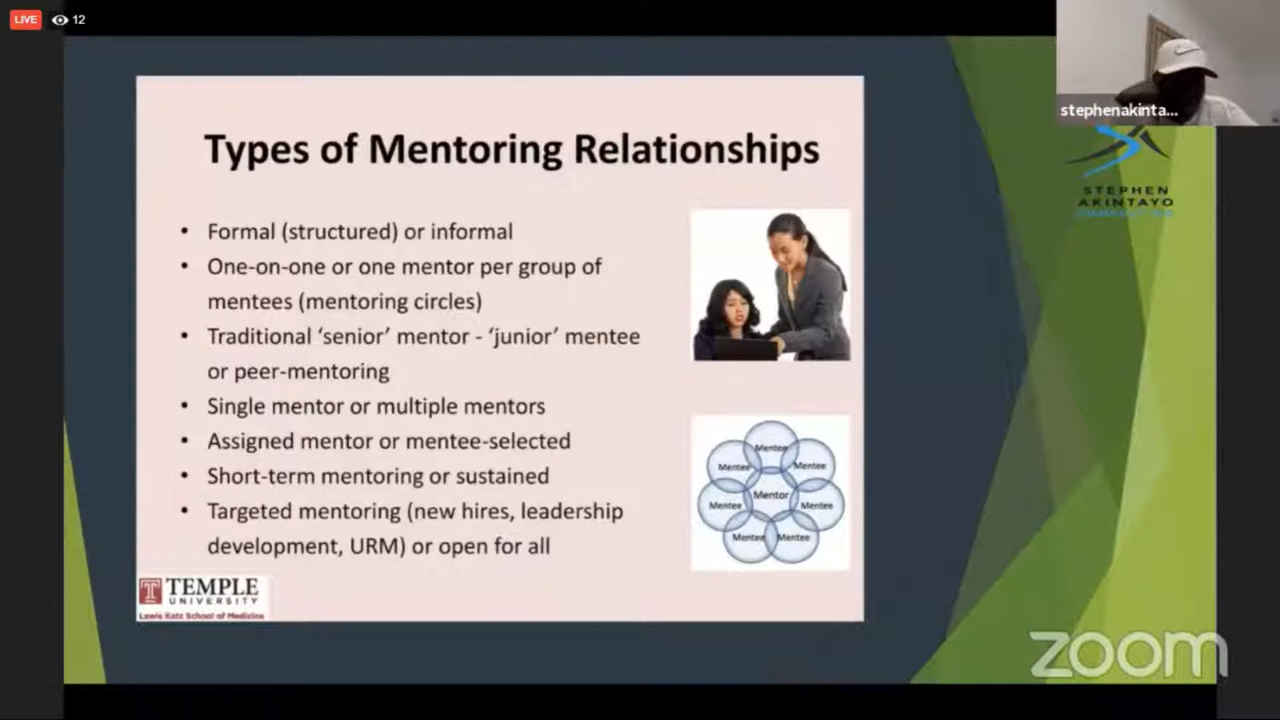 LIVE 12
stephenakinta...
STEPHEN
AKINTAYO
Types of Mentoring Relationships
• Formal (structured) or informal
• One-on-one or one mentor per group of
mentees (mentoring circles)
• Traditional ‘senior’ mentor - ‘junior’ mentee
or peer-mentoring
• Single mentor or multiple mentors
• Assigned mentor or mentee-selected
• Short-term mentoring or sustained
• Targeted mentoring (new hires, leadership
development, URM) or open for all
Mentee
Mentee
Mentee
Mentor
Mentee
Mentee
Mentee
Mentee
TEMPLE
UNIVERSITY
Lewis Katz School of Medicine
zoom